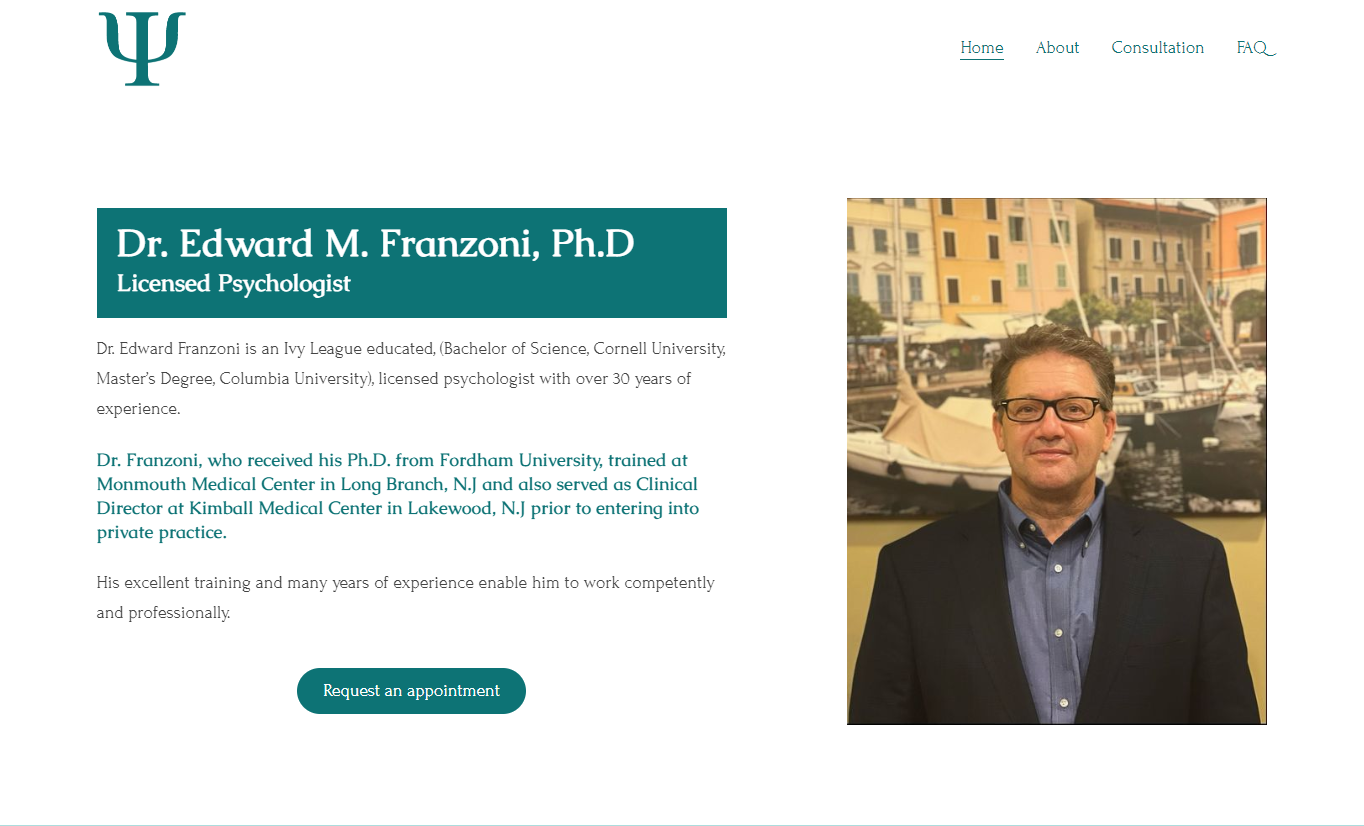 Ψ
Home About Consultation FAQ
Dr. Edward M. Franzoni, Ph.D
Licensed Psychologist
Dr. Edward Franzoni is an Ivy League educated, (Bachelor of Science, Cornell University,
Master's Degree, Columbia University), licensed psychologist with over 30 years of
experience.
Dr. Franzoni, who received his Ph.D. from Fordham University, trained at
Monmouth Medical Center in Long Branch, N.J and also served as Clinical
Director at Kimball Medical Center in Lakewood, N.J prior to entering into
private practice.
His excellent training and many years of experience enable him to work competently
and professionally.
Request an appointment